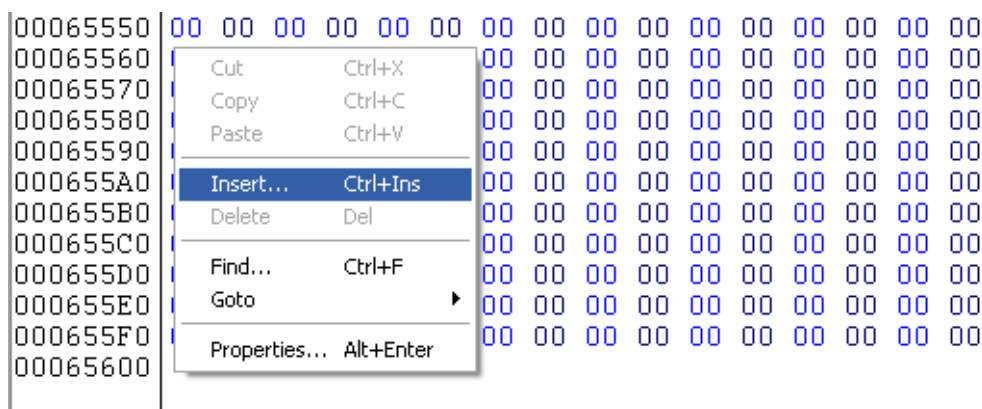 00065550 00 00 00 00 00 00 00 00 00 00 00 00 00 00 00 00
00065560 00 00 00 00 00 00 00 00 00 00
00065570 00 00 00 00 00 00 00 00 00 00
00065580 00 00 00 00 00 00 00 00 00 00
00065590 00 00 00 00 00 00 00 00 00 00
000655A0 00 00 00 00 00 00 00 00 00 00
000655B0 00 00 00 00 00 00 00 00 00 00
000655C0 00 00 00 00 00 00 00 00 00 00
000655D0 00 00 00 00 00 00 00 00 00 00
000655E0 00 00 00 00 00 00 00 00 00 00
000655F0 00 00 00 00 00 00 00 00 00 00
00065600
Cut Ctrl+X
Copy Ctrl+C
Paste Ctrl+V
Insert... Ctrl+Ins
Delete Del
Find... Ctrl+F
Goto
Properties... Alt+Enter